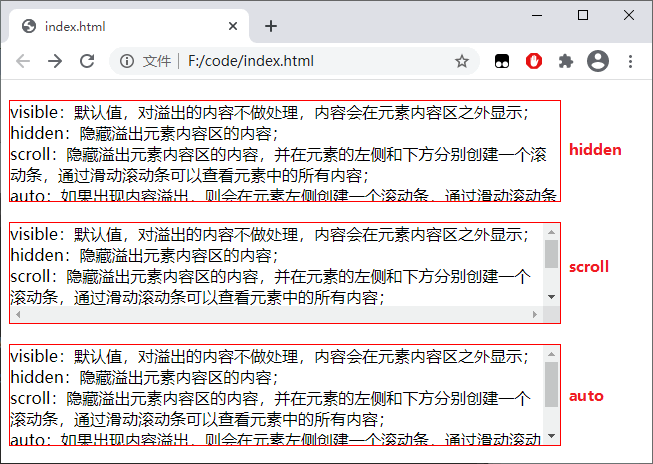 index.html
文件 F:/code/index.html
visible：默认值，对溢出的内容不做处理，内容会在元素内容区之外显示；
hidden：隐藏溢出元素内容区的内容；
scroll：隐藏溢出元素内容区的内容，并在元素的左侧和下方分别创建一个滚
动条，通过滑动滚动条可以查看元素中的所有内容；
auto：如果出现内容溢出，则会在元素左侧创建一个滚动条，通过滑动滚动条
hidden
visible：默认值，对溢出的内容不做处理，内容会在元素内容区之外显示；
hidden：隐藏溢出元素内容区的内容；
scroll：隐藏溢出元素内容区的内容，并在元素的左侧和下方分别创建一个
滚动条，通过滑动滚动条可以查看元素中的所有内容；
scroll
visible：默认值，对溢出的内容不做处理，内容会在元素内容区之外显示；
hidden：隐藏溢出元素内容区的内容；
scroll：隐藏溢出元素内容区的内容，并在元素的左侧和下方分别创建一个
滚动条，通过滑动滚动条可以查看元素中的所有内容；
auto：如果出现内容溢出，则会在元素左侧创建一个滚动条，通过滑动滚动
auto